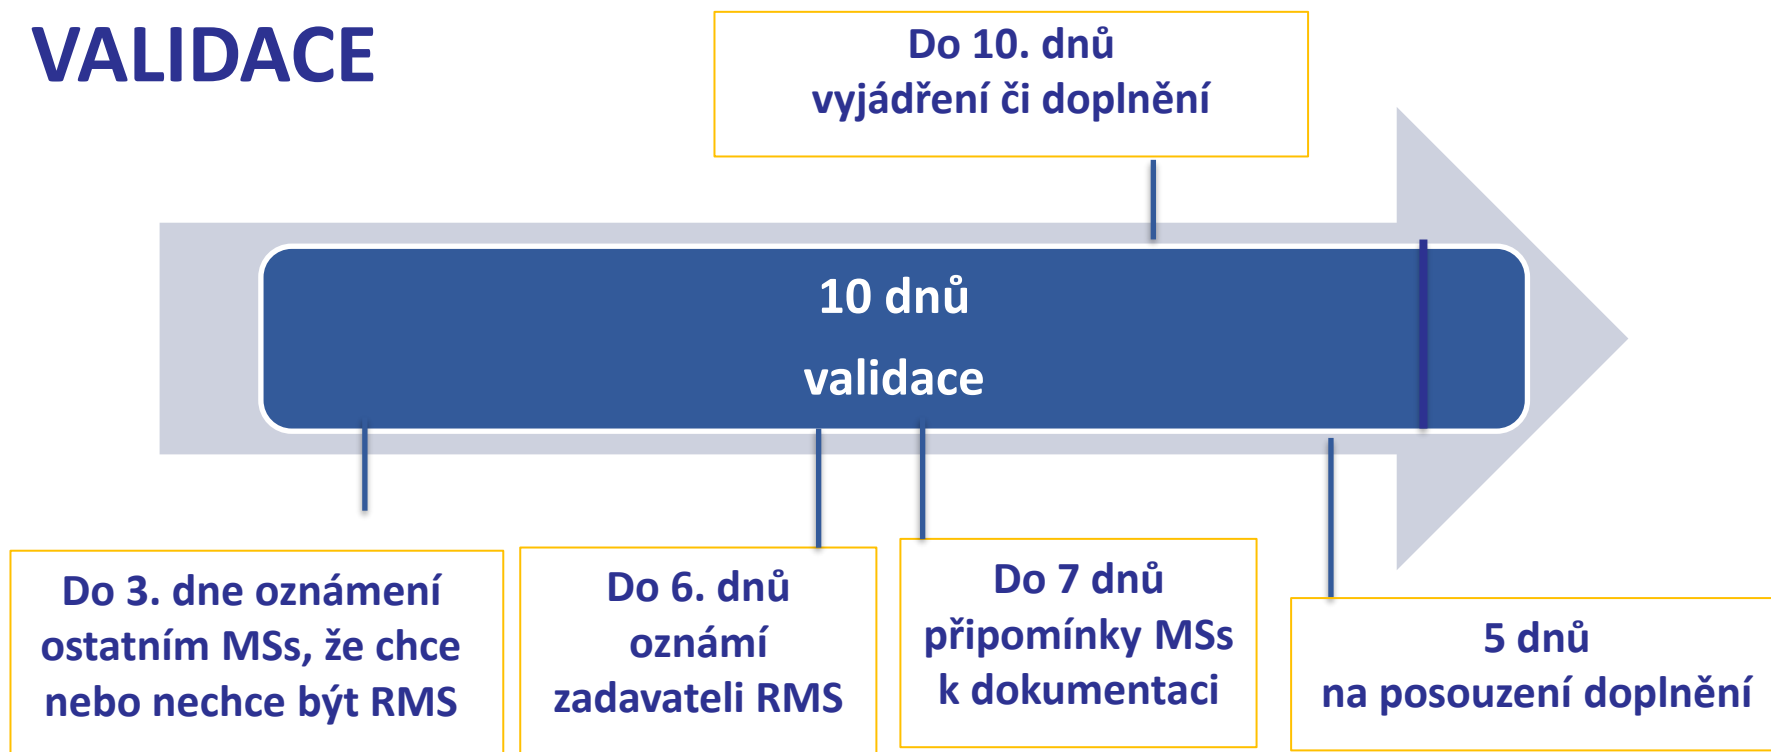 VALIDACE
Do 10. dnů
vyjádření či doplnění
10 dnů
validace
Do 3. dne oznámení
ostatním MSs, že chce
nebo nechce být RMS
Do 6. dnů
oznámí
zadavateli RMS
Do 7 dnů
připomínky MSs
k dokumentaci
5 dnů
na posouzení doplnění